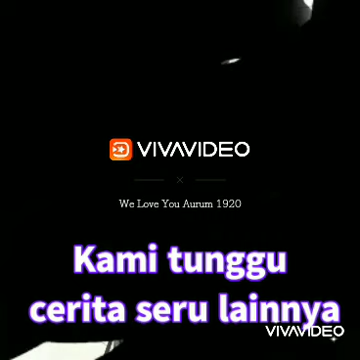 VIVAVIDEO
We Love You Aurum 1920
Kami tunggu
cerita seru lainnya
VIVAVIDEO